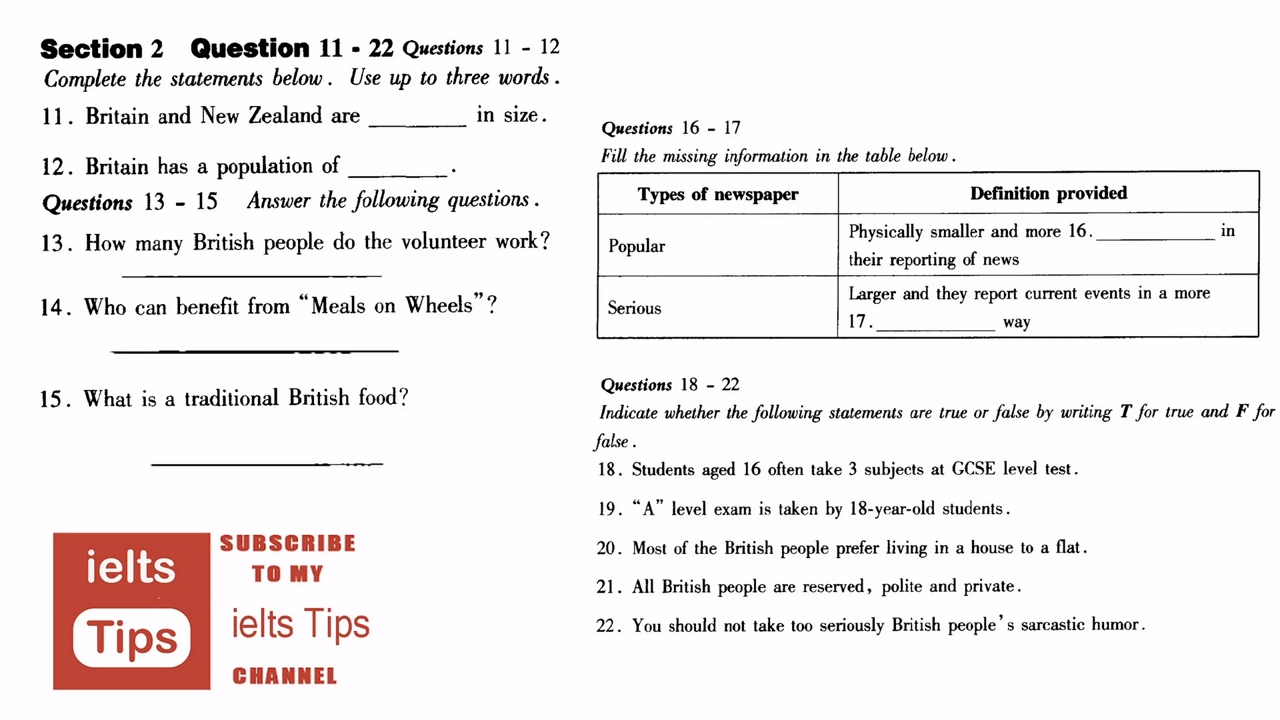 Section 2 Question 11 - 22 Questions 11 - 12
Complete the statements below. Use up to three words.
11. Britain and New Zealand are ________ in size.
12. Britain has a population of ________.
Questions 13 - 15 Answer the following questions.
13. How many British people do the volunteer work?
14. Who can benefit from “Meals on Wheels”?
15. What is a traditional British food?
ielts
Tips
SUBSCRIBE
TO MY
ielts Tips
CHANNEL
Questions 16 - 17
Fill the missing information in the table below.
Types of newspaper Definition provided
Popular
Physically smaller and more 16. ________ in
their reporting of news
Serious
Larger and they report current events in a more
17. ________ way
Questions 18 - 22
Indicate whether the following statements are true or false by writing T for true and F for
false.
18. Students aged 16 often take 3 subjects at GCSE level test.
19. “A” level exam is taken by 18-year-old students.
20. Most of the British people prefer living in a house to a flat.
21. All British people are reserved, polite and private.
22. You should not take too seriously British people's sarcastic humor.